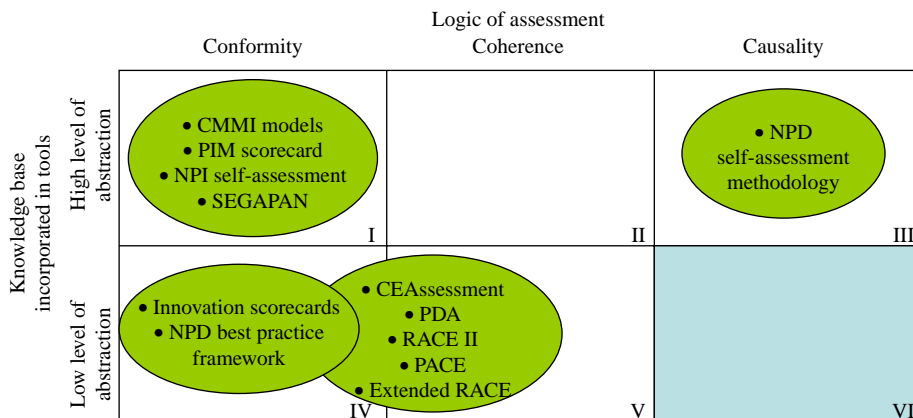 Logic of assessment
Conformity
Coherence
Causality
Knowledge base
incorporated in tools
High level of
abstraction
• CMMI models
• PIM scorecard
• NPI self-assessment
• SEGAPAN
I
II
• NPD
self-assessment
methodology
III
Low level of
abstraction
• Innovation scorecards
• NPD best practice
framework
IV
• CEAssessment
• PDA
• RACE II
• PACE
• Extended RACE
V
VI